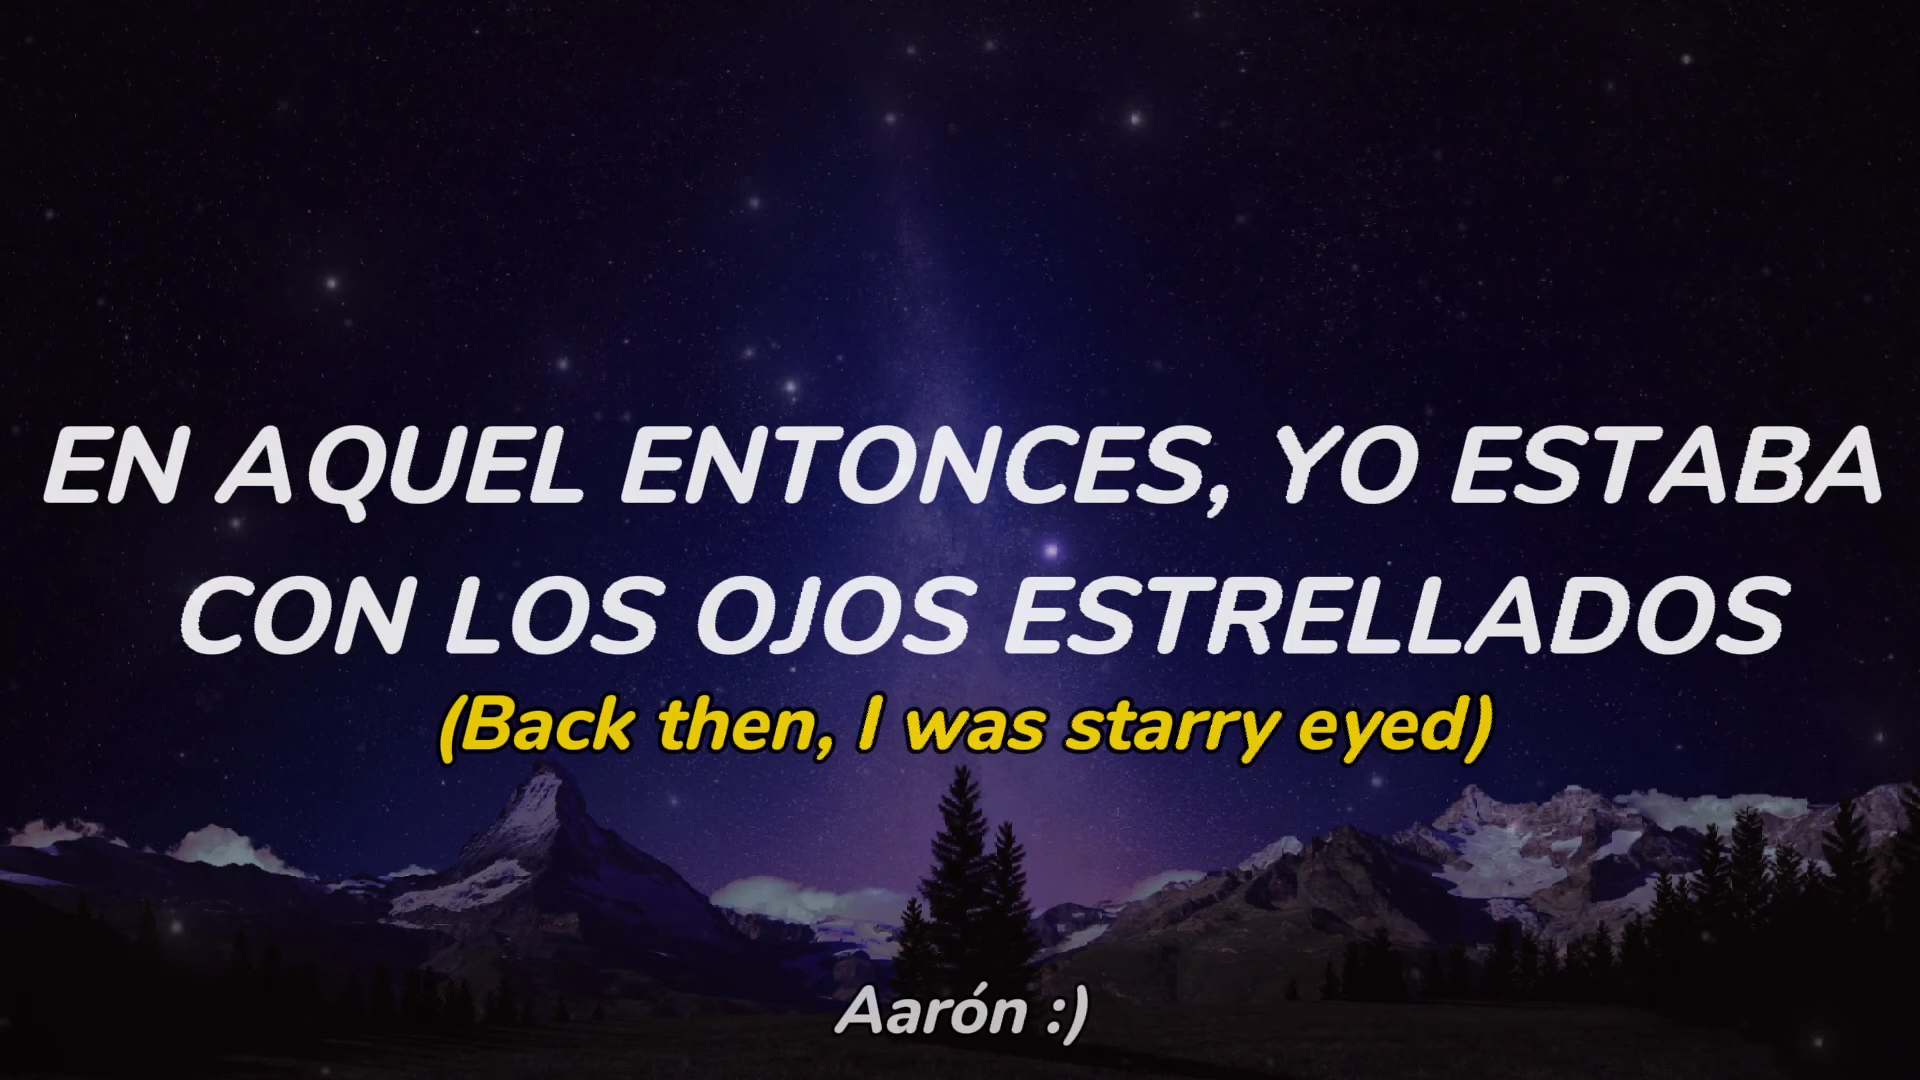 EN AQUEL ENTONCES, YO ESTABA
CON LOS OJOS ESTRELLADOS
(Back then, I was starry eyed)
Aarón :)